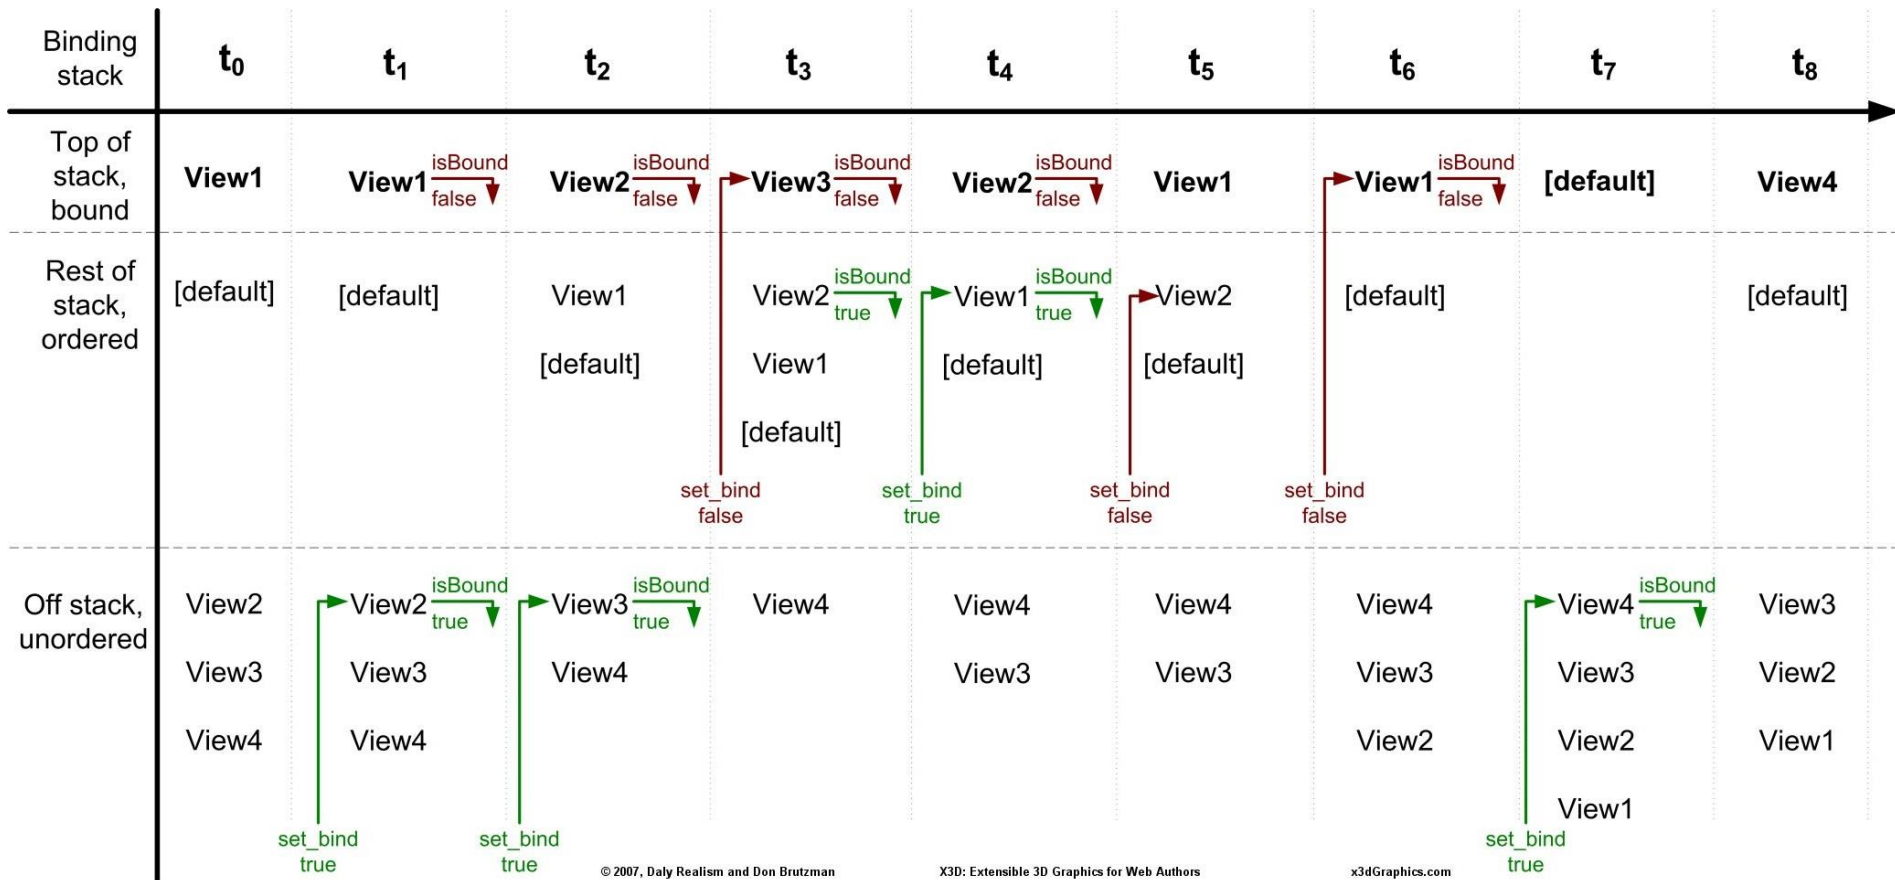 Binding stack t0 t1 t2 t3 t4 t5 t6 t7 t8
Top of stack, bound
View1
View1 isBound false
View2 isBound false
View3 isBound false
View2 isBound false
View1
View1 isBound false
[default]
View4
Rest of stack, ordered
[default]
[default]
View1
[default]
View2 isBound true
View1
[default]
View1 isBound true
[default]
View2
[default]
[default]
[default]
set_bind false
set_bind true
set_bind false
set_bind false
Off stack, unordered
View2
View3
View4
View2 isBound true
View3
View4
View3 isBound true
View4
View4
View4
View3
View4
View3
View4
View3
View2
View4 isBound true
View3
View2
View1
View3
View2
View1
set_bind true
set_bind true
set_bind true
© 2007, Daly Realism and Don Brutzman
X3D: Extensible 3D Graphics for Web Authors
x3dGraphics.com